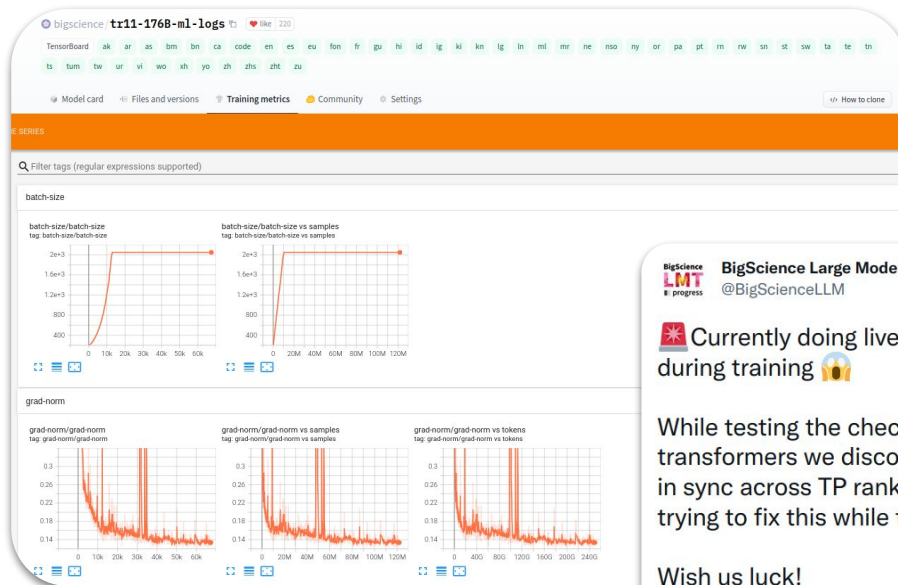 bigscience/tr11-176B-ml-logs like 220
TensorBoard ak ar as bm bn ca code en es eu fon fr gu hi id ig ki kn lg ln ml mr ne nso ny or pa pt rn rw sn st sw ta te tn
ts tum tw ur vi wo xh yo zh zhs zht zu
Model card Files and versions Training metrics Community Settings How to clone
E SERIES
Filter tags (regular expressions supported)
batch-size
batch-size/batch-size
tag: batch-size/batch-size
2e+3
1.6e+3
1.2e+3
800
400
0 10k 20k 30k 40k 50k 60k
batch-size/batch-size vs samples
tag: batch-size/batch-size vs samples
2e+3
1.6e+3
1.2e+3
800
400
0 20M 40M 60M 80M 100M 120M
grad-norm
grad-norm/grad-norm
tag: grad-norm/grad-norm
0.3
0.26
0.22
0.18
0.14
0 10k 20k 30k 40k 50k 60k
grad-norm/grad-norm vs samples
tag: grad-norm/grad-norm vs samples
0.3
0.26
0.22
0.18
0.14
0 20M 40M 60M 80M 100M 120M
grad-norm/grad-norm vs tokens
tag: grad-norm/grad-norm vs tokens
0.3
0.26
0.22
0.18
0.14
0 40G 80G 120G 160G 200G 240G
BigScience
LMT
progress
BigScience Large Mode
@BigScienceLLM
Currently doing live
during training
While testing the chec
transformers we disco
in sync across TP rank
trying to fix this while
Wish us luck!